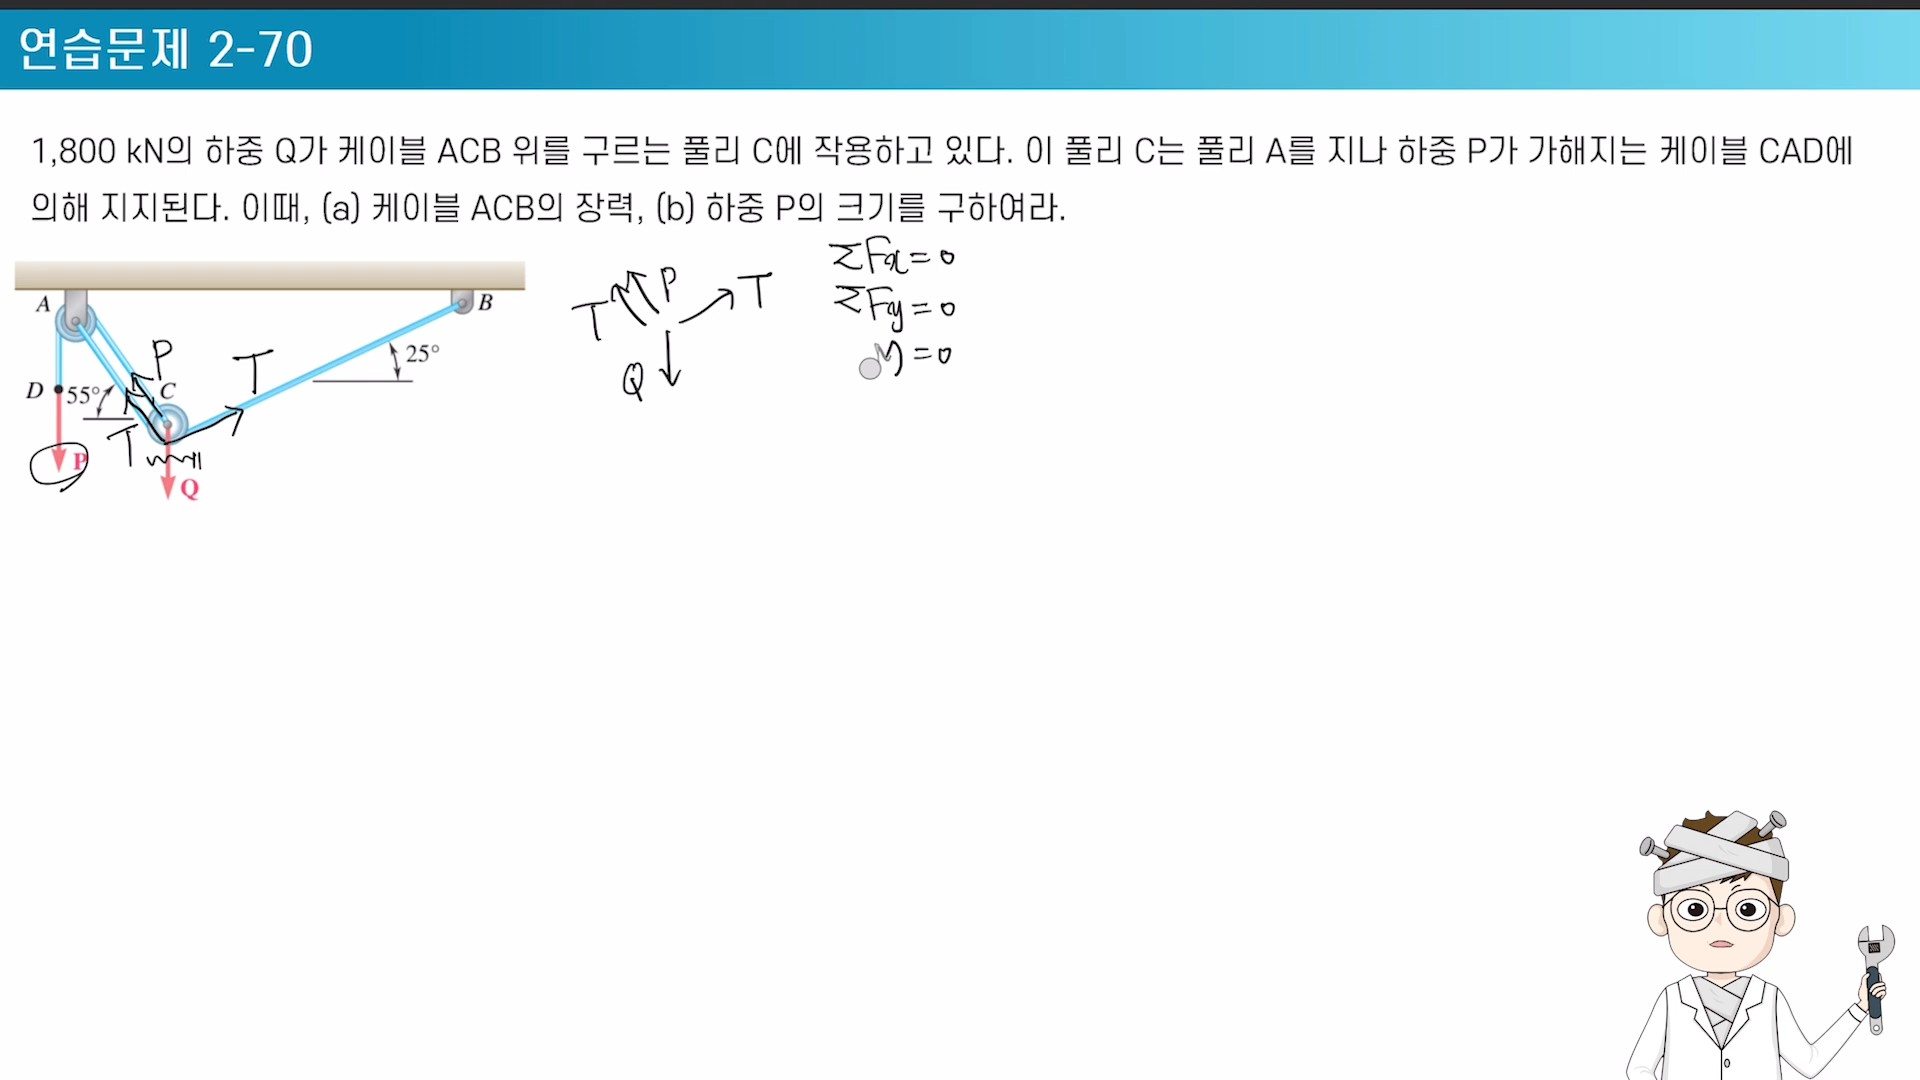 연습문제 2-70
1,800 kN의 하중 Q가 케이블 ACB 위를 구르는 풀리 C에 작용하고 있다. 이 풀리 C는 풀리 A를 지나 하중 P가 가해지는 케이블 CAD에
의해 지지된다. 이때, (a) 케이블 ACB의 장력, (b) 하중 P의 크기를 구하여라.
ΣFx=0
ΣFy=0
M=0
T P T
Q
A B
P T 25°
D 55° C
P T
Q